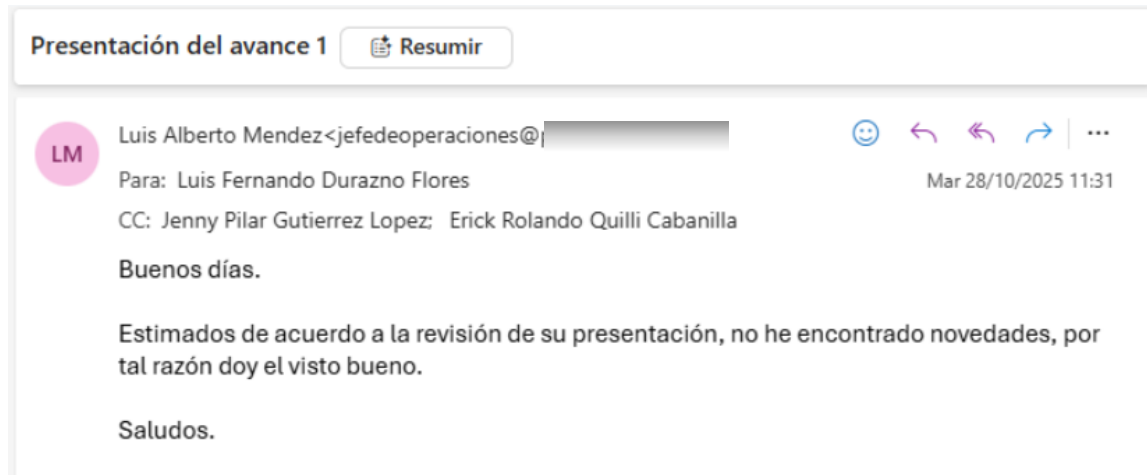 Presentación del avance 1 Resumir
LM
Luis Alberto Mendez<jefedeoperaciones@
Para: Luis Fernando Durazno Flores
Mar 28/10/2025 11:31
CC: Jenny Pilar Gutierrez Lopez; Erick Rolando Quilli Cabanilla
Buenos días.
Estimados de acuerdo a la revisión de su presentación, no he encontrado novedades, por
tal razón doy el visto bueno.
Saludos.